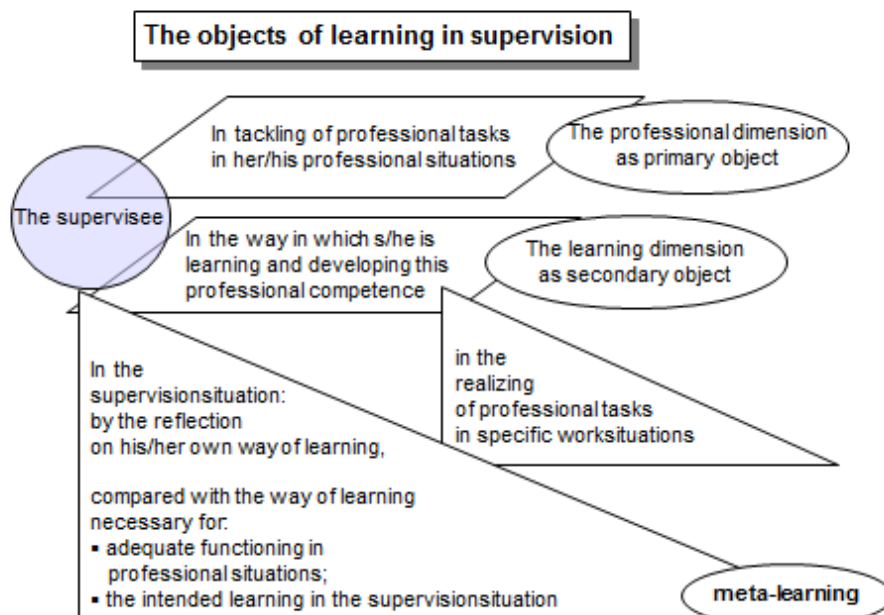 The objects of learning in supervision
In tackling of professional tasks
in her/his professional situations
The professional dimension
as primary object
The supervisee
In the way in which s/he is
learning and developing this
professional competence
The learning dimension
as secondary object
In the
supervisionsituation:
by the reflection
on his/her own way of learning,
compared with the way of learning
necessary for:
▪ adequate functioning in
professional situations;
▪ the intended learning in the supervisionsituation
in the
realizing
of professional tasks
in specific worksituations
meta-learning